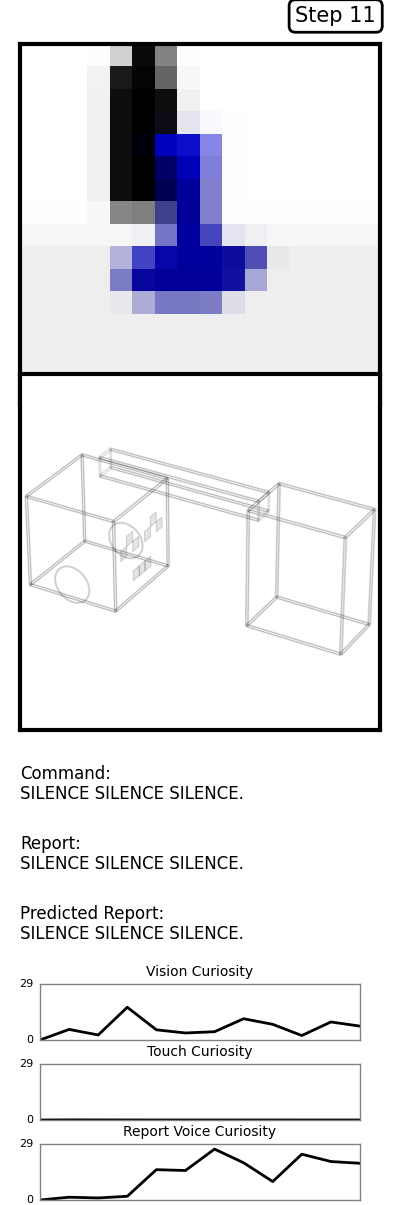 Step 11
Command:
SILENCE SILENCE SILENCE.
Report:
SILENCE SILENCE SILENCE.
Predicted Report:
SILENCE SILENCE SILENCE.
Vision Curiosity
29
0
Touch Curiosity
29
0
Report Voice Curiosity
29
0